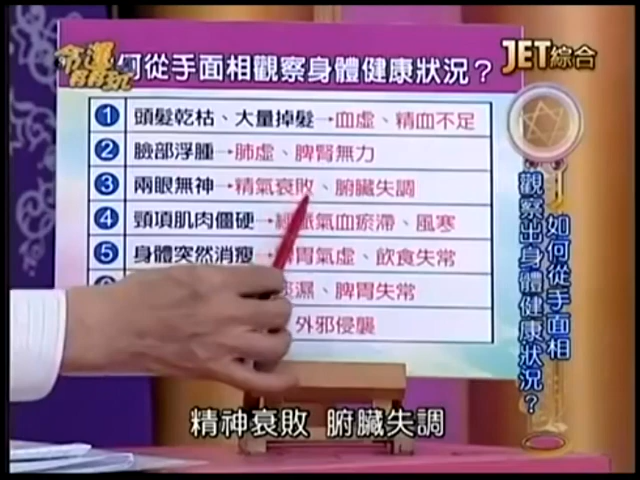 命運好好玩
何從手面相觀察身體健康狀況？
JET綜合
1 頭髮乾枯、大量掉髮→血虛、精血不足
2 臉部浮腫→肺虛、脾腎無力
3 兩眼無神→精氣衰敗、腑臟失調
4 頸項肌肉僵硬→ 脈氣血瘀滯、風寒
5 身體突然消瘦→脾胃氣虛、飲食失常
濕、脾胃失常
外邪侵襲
如何從手面相
觀察出身體健康狀況？
精神衰敗 腑臟失調